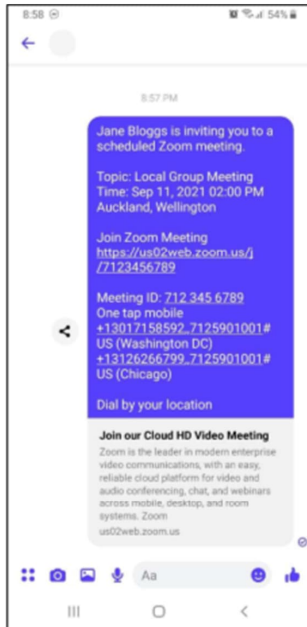 8:58 54%
8:57 PM
Jane Bloggs is inviting you to a
scheduled Zoom meeting.
Topic: Local Group Meeting
Time: Sep 11, 2021 02:00 PM
Auckland, Wellington
Join Zoom Meeting
https://us02web.zoom.us/j
/7123456789
Meeting ID: 712 345 6789
One tap mobile
+13017158592,,7125901001#
US (Washington DC)
+13126266799,,7125901001#
US (Chicago)
Dial by your location
Join our Cloud HD Video Meeting
Zoom is the leader in modern enterprise
video communications, with an easy,
reliable cloud platform for video and
audio conferencing, chat, and webinars
across mobile, desktop, and room
systems. Zoom
us02web.zoom.us
Aa